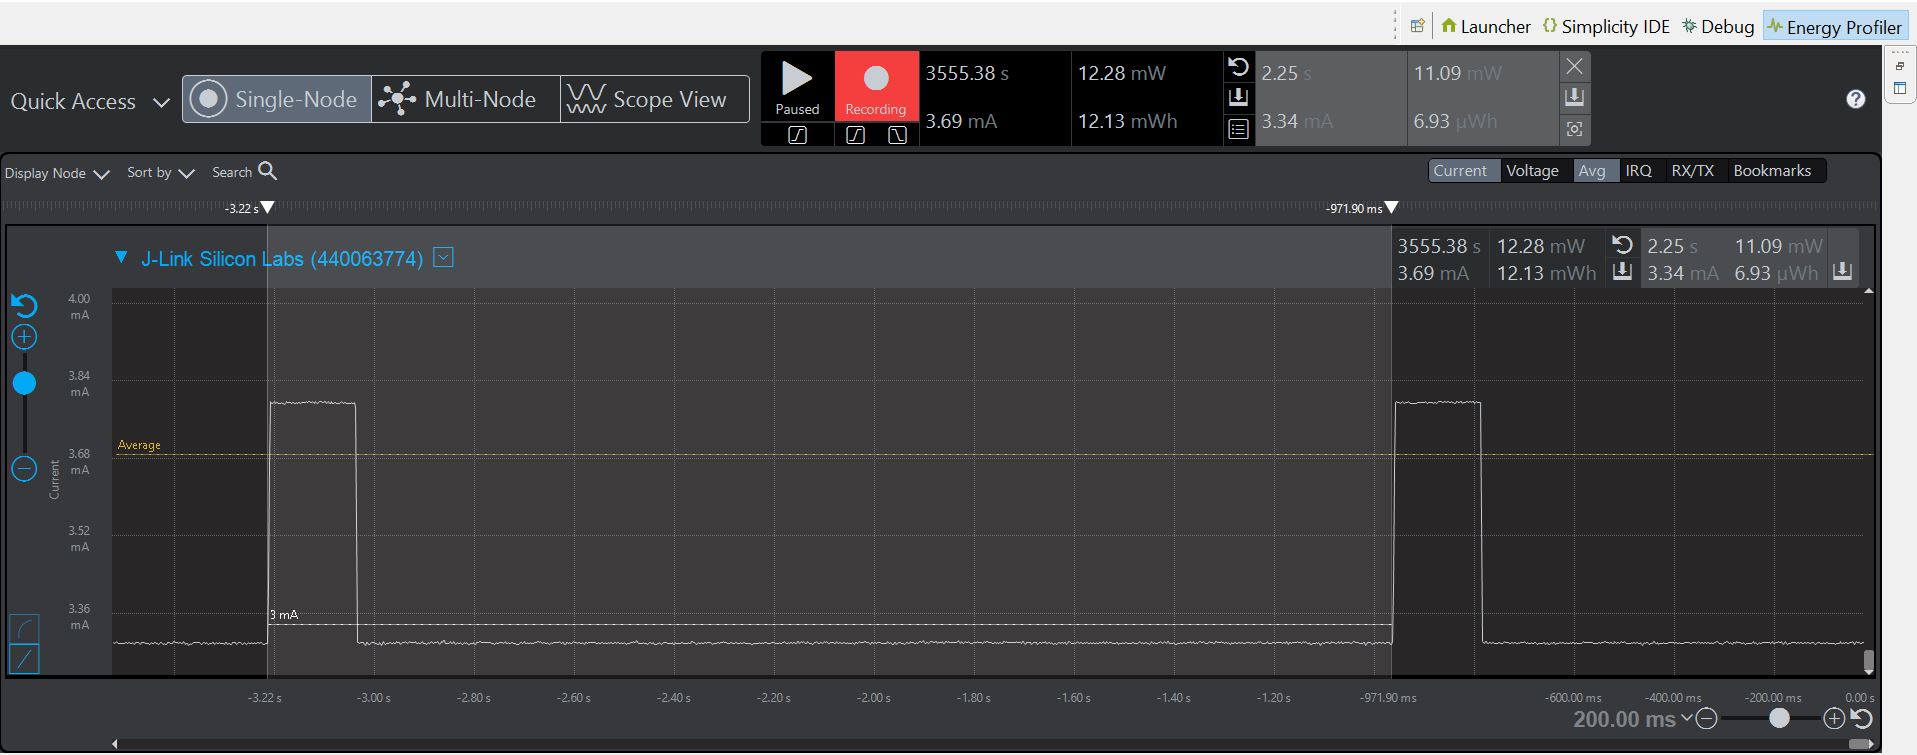 Launcher Simplicity IDE Debug Energy Profiler
Quick Access Single-Node Multi-Node Scope View
Paused Recording
3555.38 s 12.28 mW 2.25 s 11.09 mW
3.69 mA 12.13 mWh 3.34 mA 6.93 µWh
Display Node Sort by Search
Current Voltage Avg IRQ RX/TX Bookmarks
-3.22 s -971.90 ms
J-Link Silicon Labs (440063774)
3555.38 s 12.28 mW 2.25 s 11.09 mW
3.69 mA 12.13 mWh 3.34 mA 6.93 µWh
4.00
mA
3.84
mA
Average
3.68
mA
Current
3.52
mA
3.36
mA
3 mA
-3.22 s -3.00 s -2.80 s -2.60 s -2.40 s -2.20 s -2.00 s -1.80 s -1.60 s -1.40 s -1.20 s -971.90 ms -600.00 ms -400.00 ms -200.00 ms 0.00 s
200.00 ms